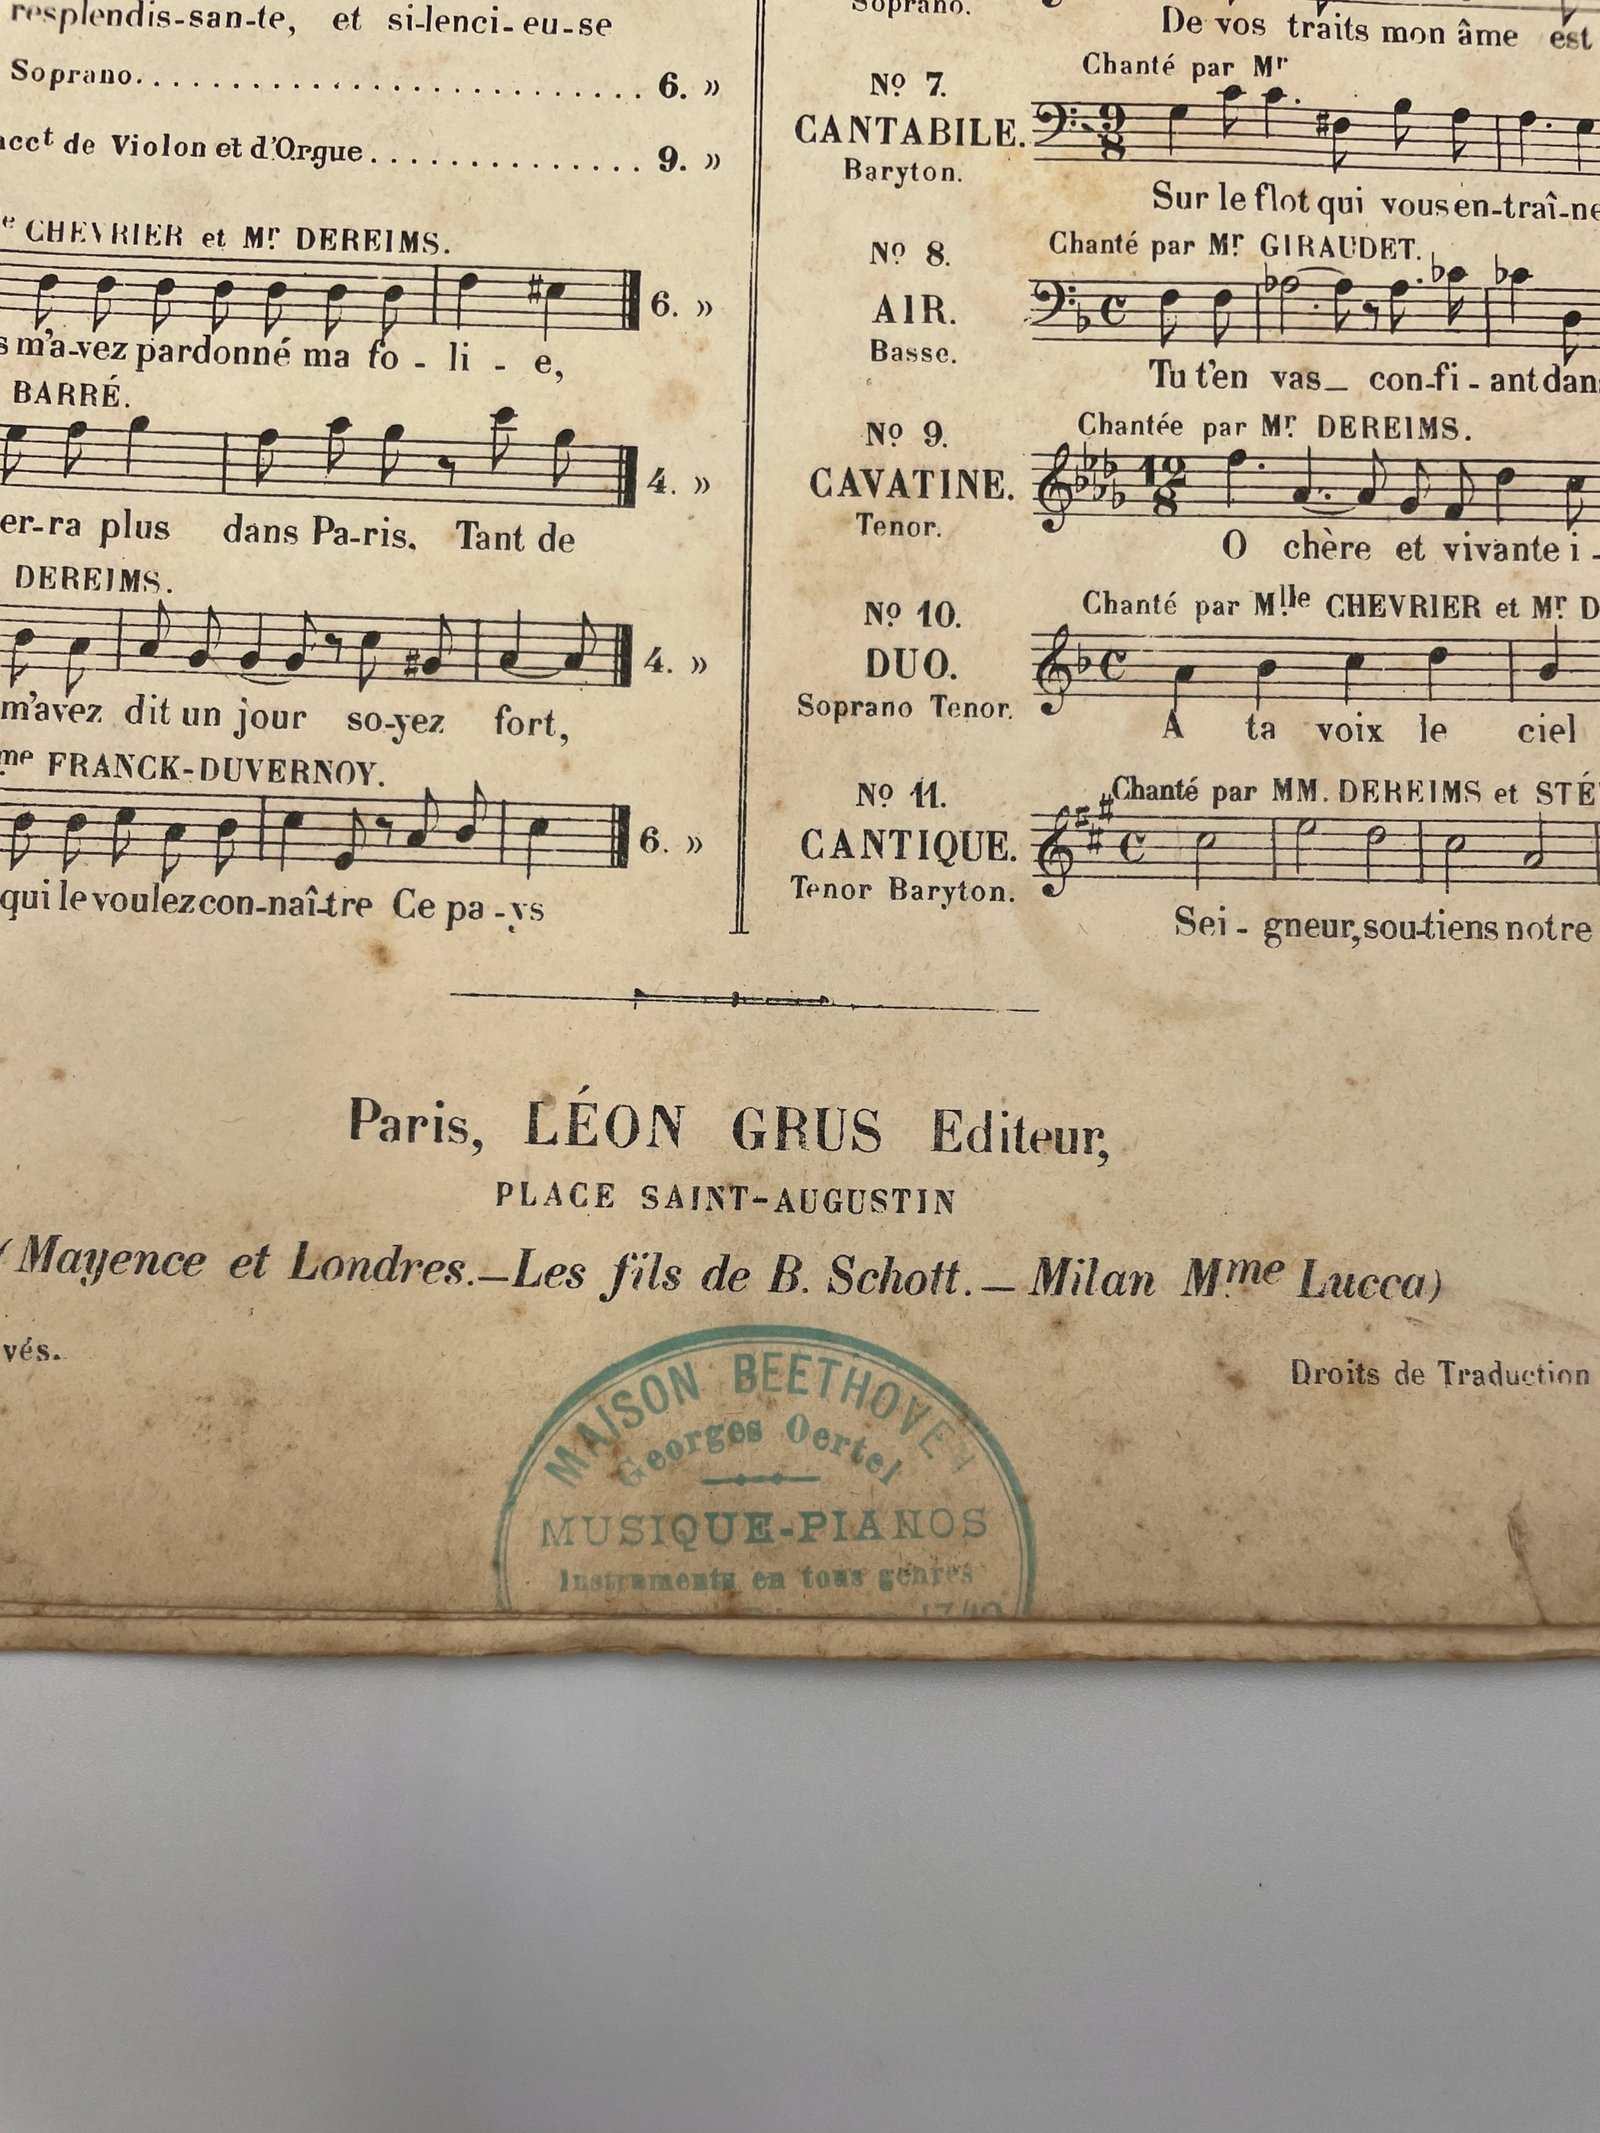 resplendis-san-te, et si-lenci-eu-se
Soprano. 6. »
acct de Violon et d'Orgue 9. »
e CHEVRIER et Mr DEREIMS.
6. »
s m'a-vez pardonné ma fo - li - e,
BARRÉ.
4. »
er-ra plus dans Pa-ris. Tant de
DEREIMS.
4. »
m'avez dit un jour so-yez fort,
me FRANCK-DUVERNOY.
6. »
qui le voulez con-naî-tre Ce pa-ys
Soprano.
De vos traits mon âme est
No 7. Chanté par Mr
CANTABILE.
Baryton.
Sur le flot qui vous en-traî-ne
No 8. Chanté par Mr GIRAUDET.
AIR.
Basse.
Tu t'en vas_ con-fi-ant dans
No 9. Chantée par Mr DEREIMS.
CAVATINE.
Tenor.
O chère et vivante i-
No 10. Chanté par Mlle CHEVRIER et Mr D
DUO.
Soprano Tenor.
A ta voix le ciel
No 11. Chanté par MM. DEREIMS et STÉ
CANTIQUE.
Tenor Baryton.
Sei - gneur, sou-tiens notre
Paris, LÉON GRUS Editeur,
PLACE SAINT-AUGUSTIN
(Mayence et Londres.—Les fils de B. Schott.— Milan Mme Lucca)
vés.
Droits de Traduction
MAISON BEETHOVEN
Georges Oertel
MUSIQUE-PIANOS
Instruments en tous genres
17/19